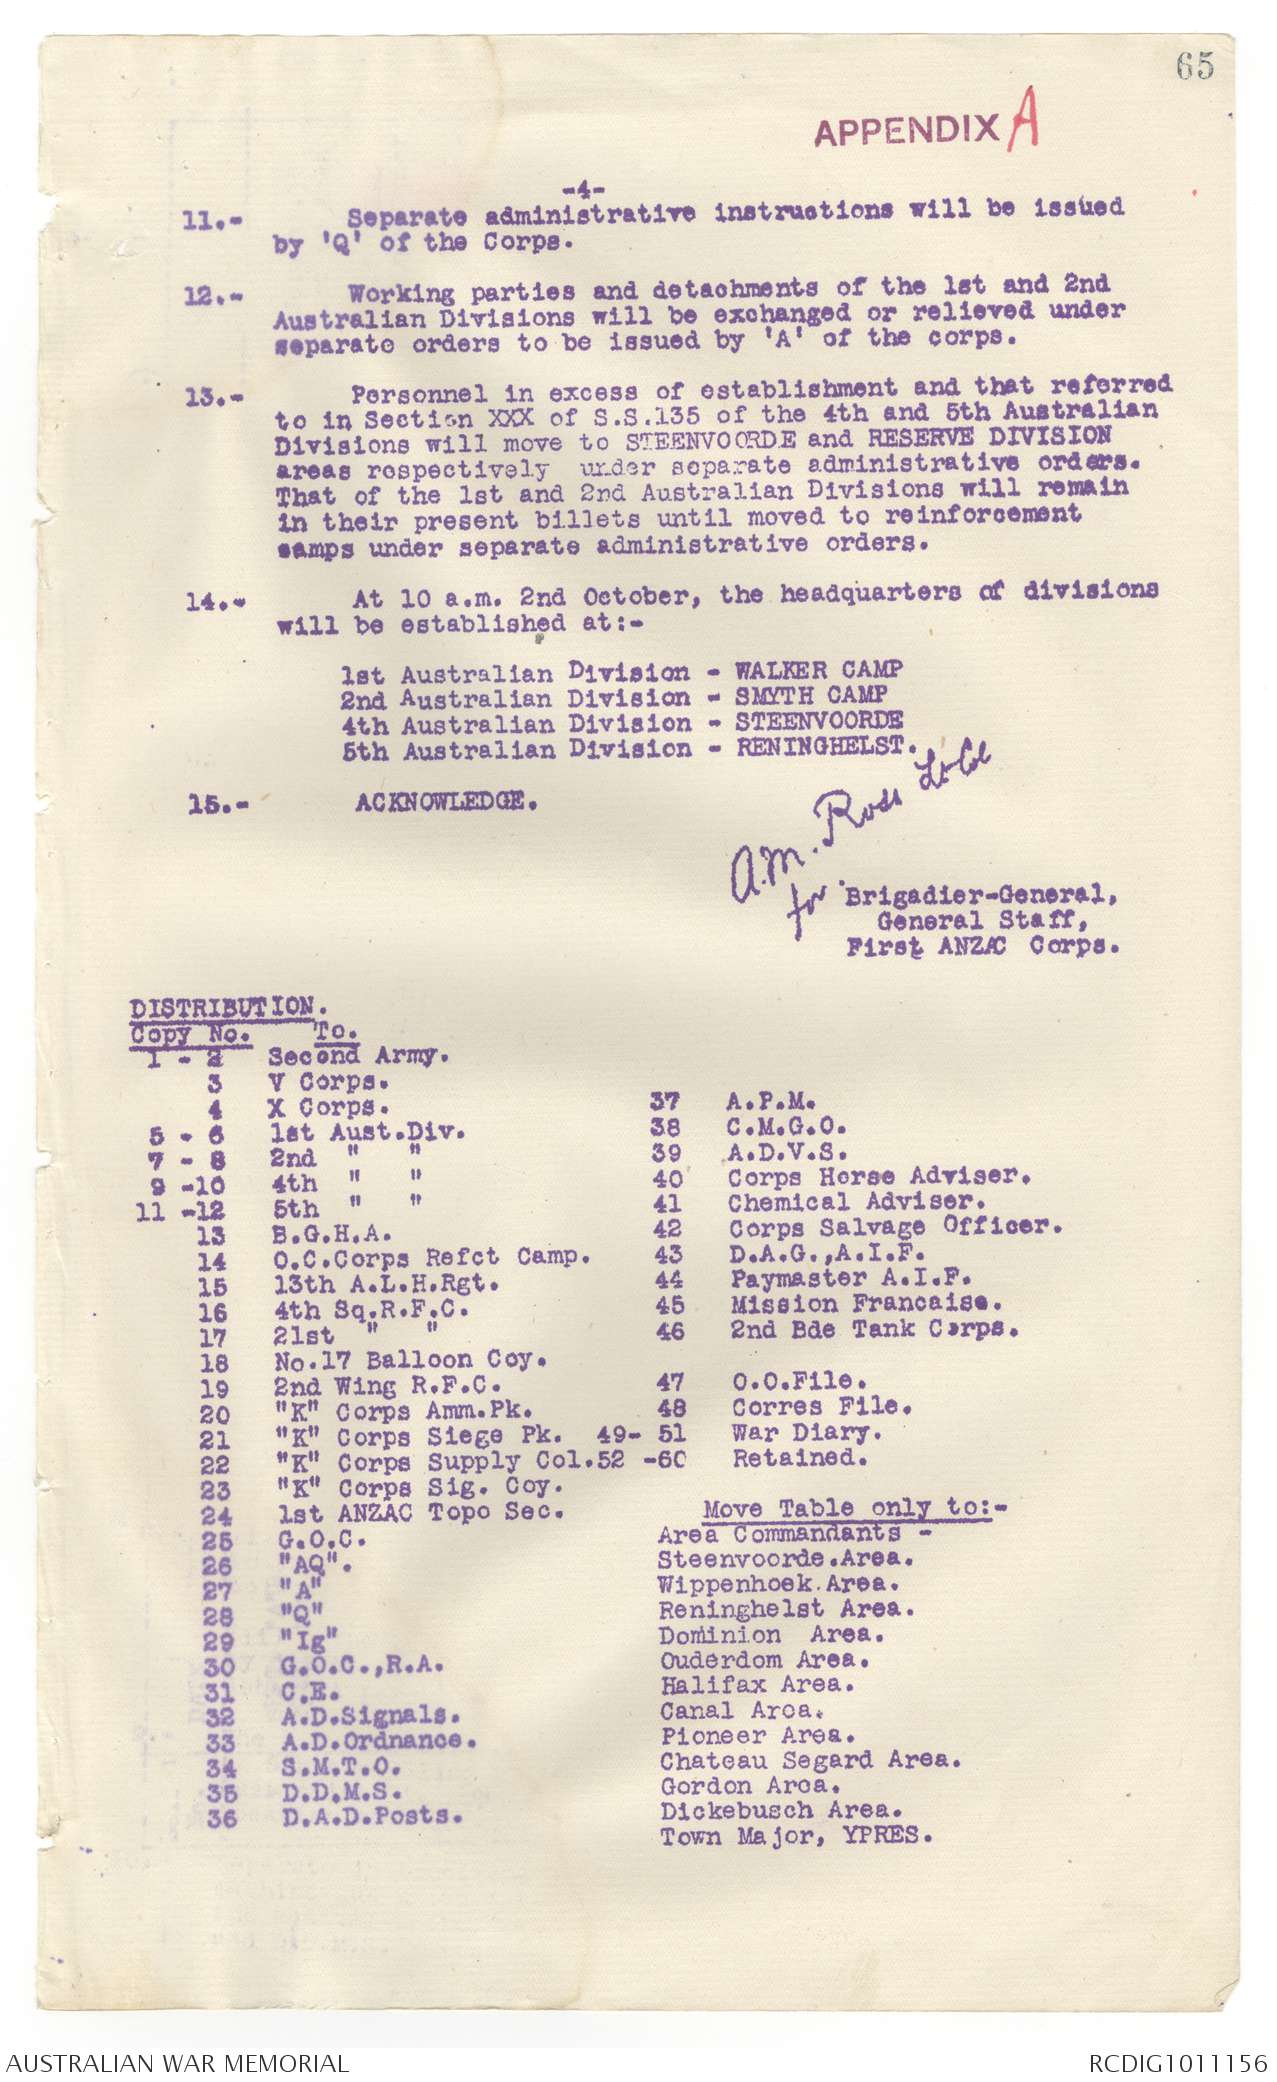 65
APPENDIX A
-4-
11.- Separate administrative instructions will be issued
by 'Q' of the Corps.
12.- Working parties and detachments of the 1st and 2nd
Australian Divisions will be exchanged or relieved under
separate orders to be issued by 'A' of the corps.
13.- Personnel in excess of establishment and that referred
to in Section XXX of S.S.135 of the 4th and 5th Australian
Divisions will move to STEENVOORDE and RESERVE DIVISION
areas respectively under separate administrative orders.
That of the 1st and 2nd Australian Divisions will remain
in their present billets until moved to reinforcement
camps under separate administrative orders.
14.- At 10 a.m. 2nd October, the headquarters of divisions
will be established at:-
1st Australian Division - WALKER CAMP
2nd Australian Division - SMYTH CAMP
4th Australian Division - STEENVOORDE
5th Australian Division - RENINGHELST.
15.- ACKNOWLEDGE.
A.M. Ross Lt Col
for Brigadier-General,
General Staff,
First ANZAC Corps.
DISTRIBUTION.
Copy No. To.
1 - 2 Second Army.
3 V Corps.
4 X Corps.
5 - 6 1st Aust.Div.
7 - 8 2nd " "
9 -10 4th " "
11 -12 5th " "
13 B.G.H.A.
14 O.C.Corps Refct Camp.
15 13th A.L.H.Rgt.
16 4th Sq.R.F.C.
17 21st " "
18 No.17 Balloon Coy.
19 2nd Wing R.F.C.
20 "K" Corps Amm.Pk.
21 "K" Corps Siege Pk.
22 "K" Corps Supply Col.
23 "K" Corps Sig. Coy.
24 1st ANZAC Topo Sec.
25 G.O.C.
26 "AQ".
27 "A"
28 "Q"
29 "Ig"
30 G.O.C.,R.A.
31 C.E.
32 A.D.Signals.
33 A.D.Ordnance.
34 S.M.T.O.
35 D.D.M.S.
36 D.A.D.Posts.
37 A.P.M.
38 C.M.G.O.
39 A.D.V.S.
40 Corps Horse Adviser.
41 Chemical Adviser.
42 Corps Salvage Officer.
43 D.A.G.,A.I.F.
44 Paymaster A.I.F.
45 Mission Francaise.
46 2nd Bde Tank Corps.
47 O.O.File.
48 Corres File.
49- 51 War Diary.
52 -60 Retained.
Move Table only to:-
Area Commandants -
Steenvoorde.Area.
Wippenhoek.Area.
Reninghelst Area.
Dominion Area.
Ouderdom Area.
Halifax Area.
Canal Area.
Pioneer Area.
Chateau Segard Area.
Gordon Area.
Dickebusch Area.
Town Major, YPRES.
AUSTRALIAN WAR MEMORIAL
RCDIG1011156